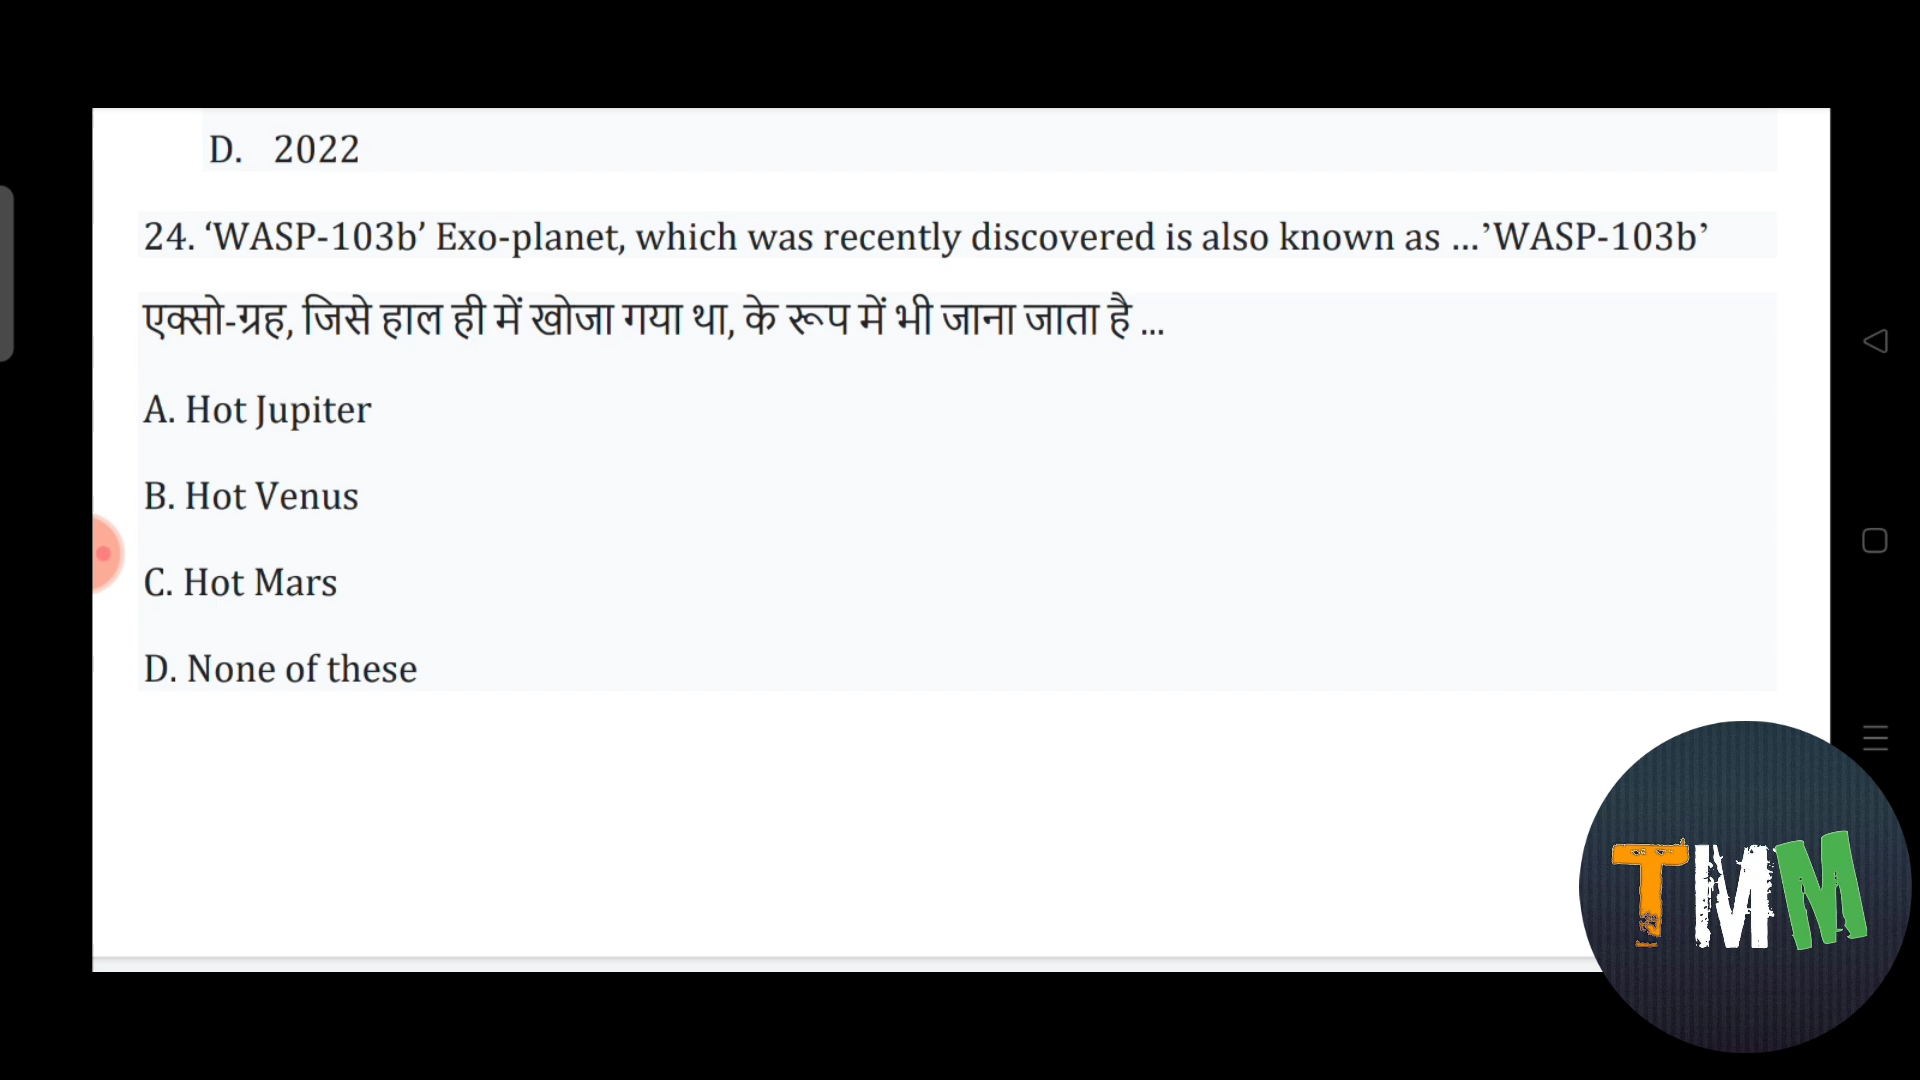 D. 2022
24. ‘WASP-103b’ Exo-planet, which was recently discovered is also known as ...’WASP-103b’
एक्सो-ग्रह, जिसे हाल ही में खोजा गया था, के रूप में भी जाना जाता है ...
A. Hot Jupiter
B. Hot Venus
C. Hot Mars
D. None of these
TMM